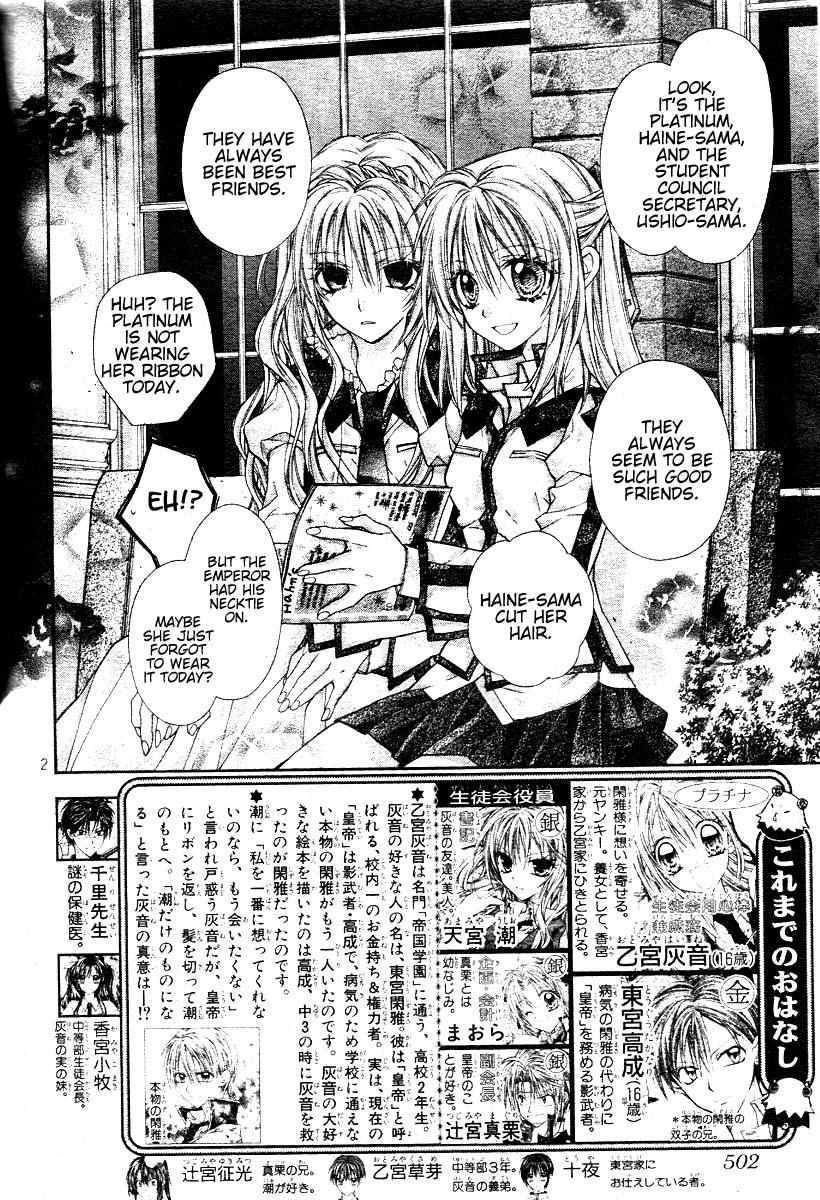 LOOK,
IT'S THE
PLATINUM,
HAINE-SAMA,
AND THE
STUDENT
COUNCIL
SECRETARY,
USHIO-SAMA.
THEY HAVE
ALWAYS
BEEN BEST
FRIENDS.
HUH? THE
PLATINUM
IS NOT
WEARING
HER RIBBON
TODAY.
THEY
ALWAYS
SEEM TO BE
SUCH GOOD
FRIENDS.
EH!?
BUT THE
EMPEROR
HAD HIS
NECKTIE
ON.
MAYBE
SHE JUST
FORGOT
TO WEAR
IT TODAY?
HAINE-SAMA
CUT HER
HAIR.
Hahni
2
これまでのおはなし
プラチナ
閑雅様に想いを寄せる。
元ヤンキー。養女として、香宮
家から乙宮家にひきとられる。
乙宮灰音(16歳)
金
東宮高成(16歳)
病気の閑雅の代わりに
「皇帝」を務める影武者。
*本物の閑雅の
双子の兄。
生徒会役員
銀
書記
灰音の友達。美人。
天宮潮
銀
企画 会計
真栗とは
幼なじみ。
まおら
銀
副会長
皇帝のこ
とが好き。
辻宮真栗
★乙宮灰音は名門「帝国学園」に通う、高校2年生。
灰音の好きな人の名は、東宮閑雅。彼は「皇帝」と呼
ばれる、校内一のお金持ち&権力者。実は、現在の
「皇帝」は影武者・高成で、病気のため学校に通えな
い本物の閑雅がもう一人いたのです。灰音の大好
きな絵本を描いたのは高成、中3の時に灰音を救
ったのが閑雅だったのです。
★潮に「私を一番に想ってくれな
いのなら、もう会いたくない」
と言われ戸惑う灰音だが、皇帝
にリボンを返し、髪を切って潮
のもとへ。「潮だけのものにな
る」と言った灰音の真意は―!?
本物の閑雅
千里先生
謎の保健医。
香宮小牧
中等部生徒会長。
灰音の実の妹。
辻宮征光
真栗の兄。
潮が好き。
乙宮草芽
中等部3年。
灰音の義弟。
十夜
東宮家に
お仕えしている者。
502